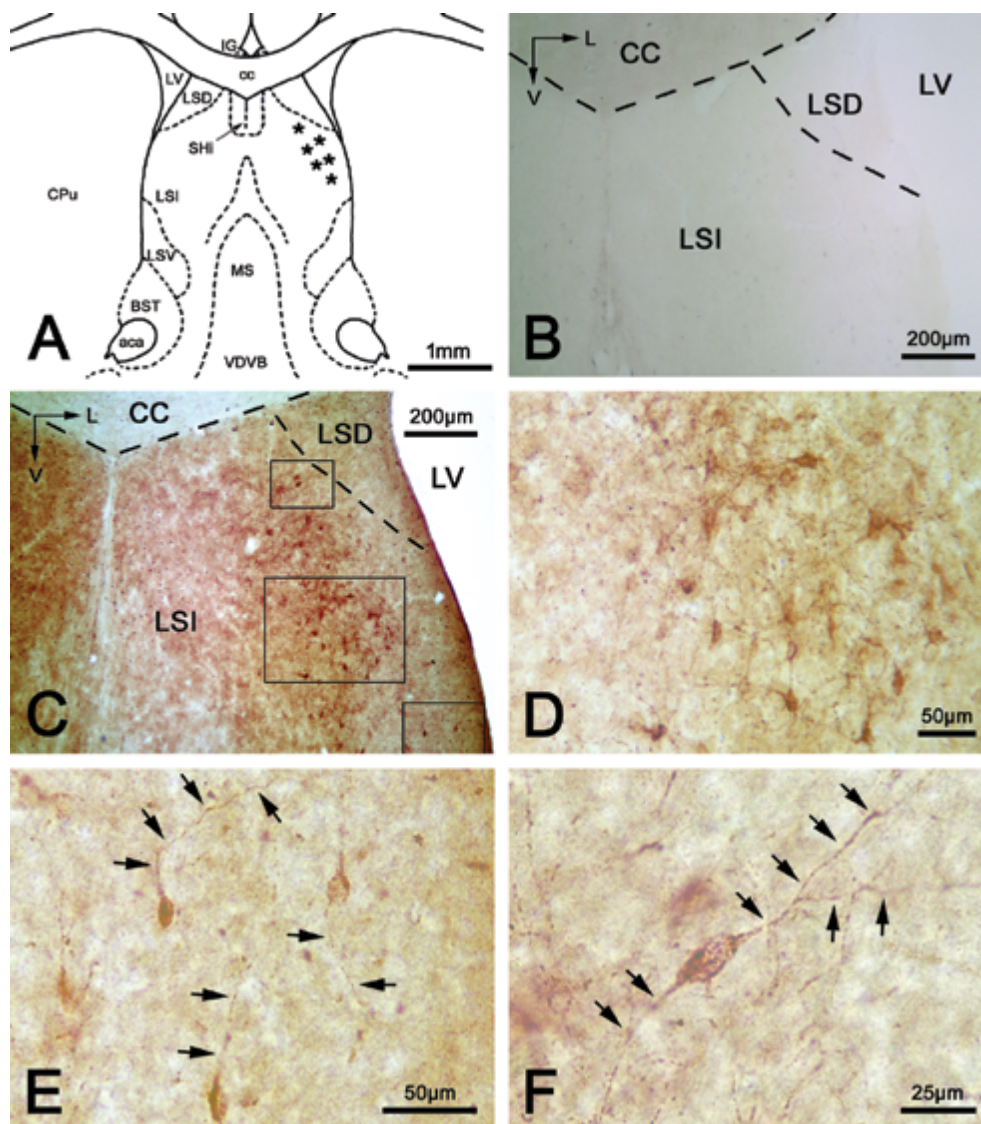 IG
cc
LV
LSD
SHi
CPu
LSI
LSV
MS
BST
aca
VDVB
1mm
A
L
V
CC
LSD
LV
LSI
200μm
B
L
V
CC
LSD
200μm
LV
LSI
C
50μm
D
50μm
E
25μm
F